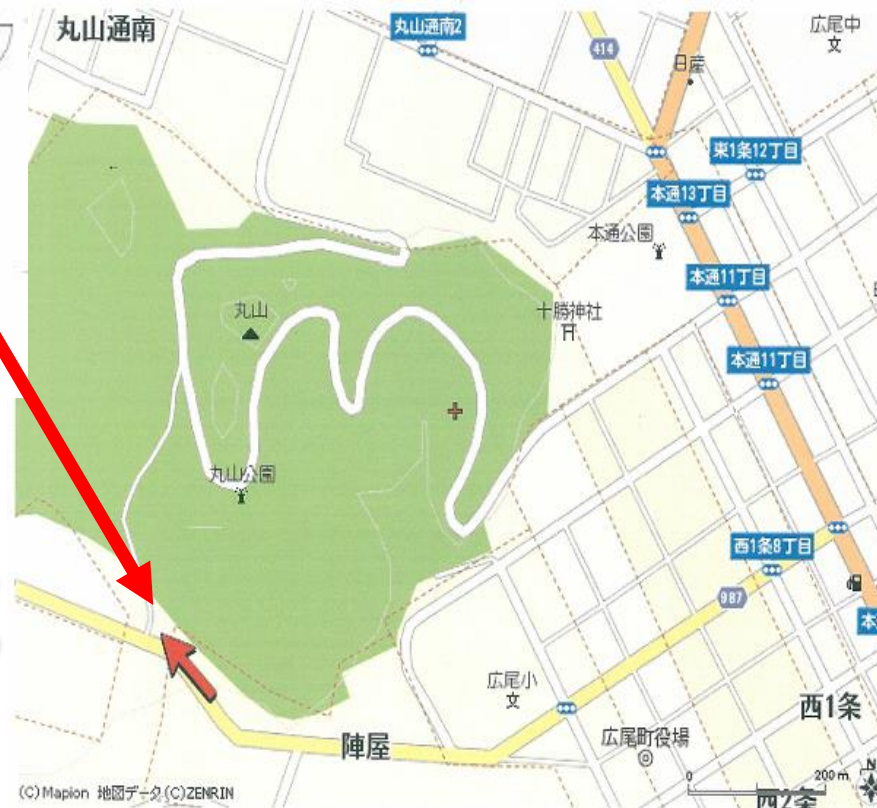 丸山通南
丸山通南2
広尾中
文
414
日産
東1条12丁目
本通13丁目
本通公園
本通11丁目
丸山
十勝神社
本通11丁目
丸山公園
西1条8丁目
987
本
広尾小
文
西1条
広尾町役場
陣屋
0 200m
N
西2条
(C)Mapion 地図データ(C)ZENRIN